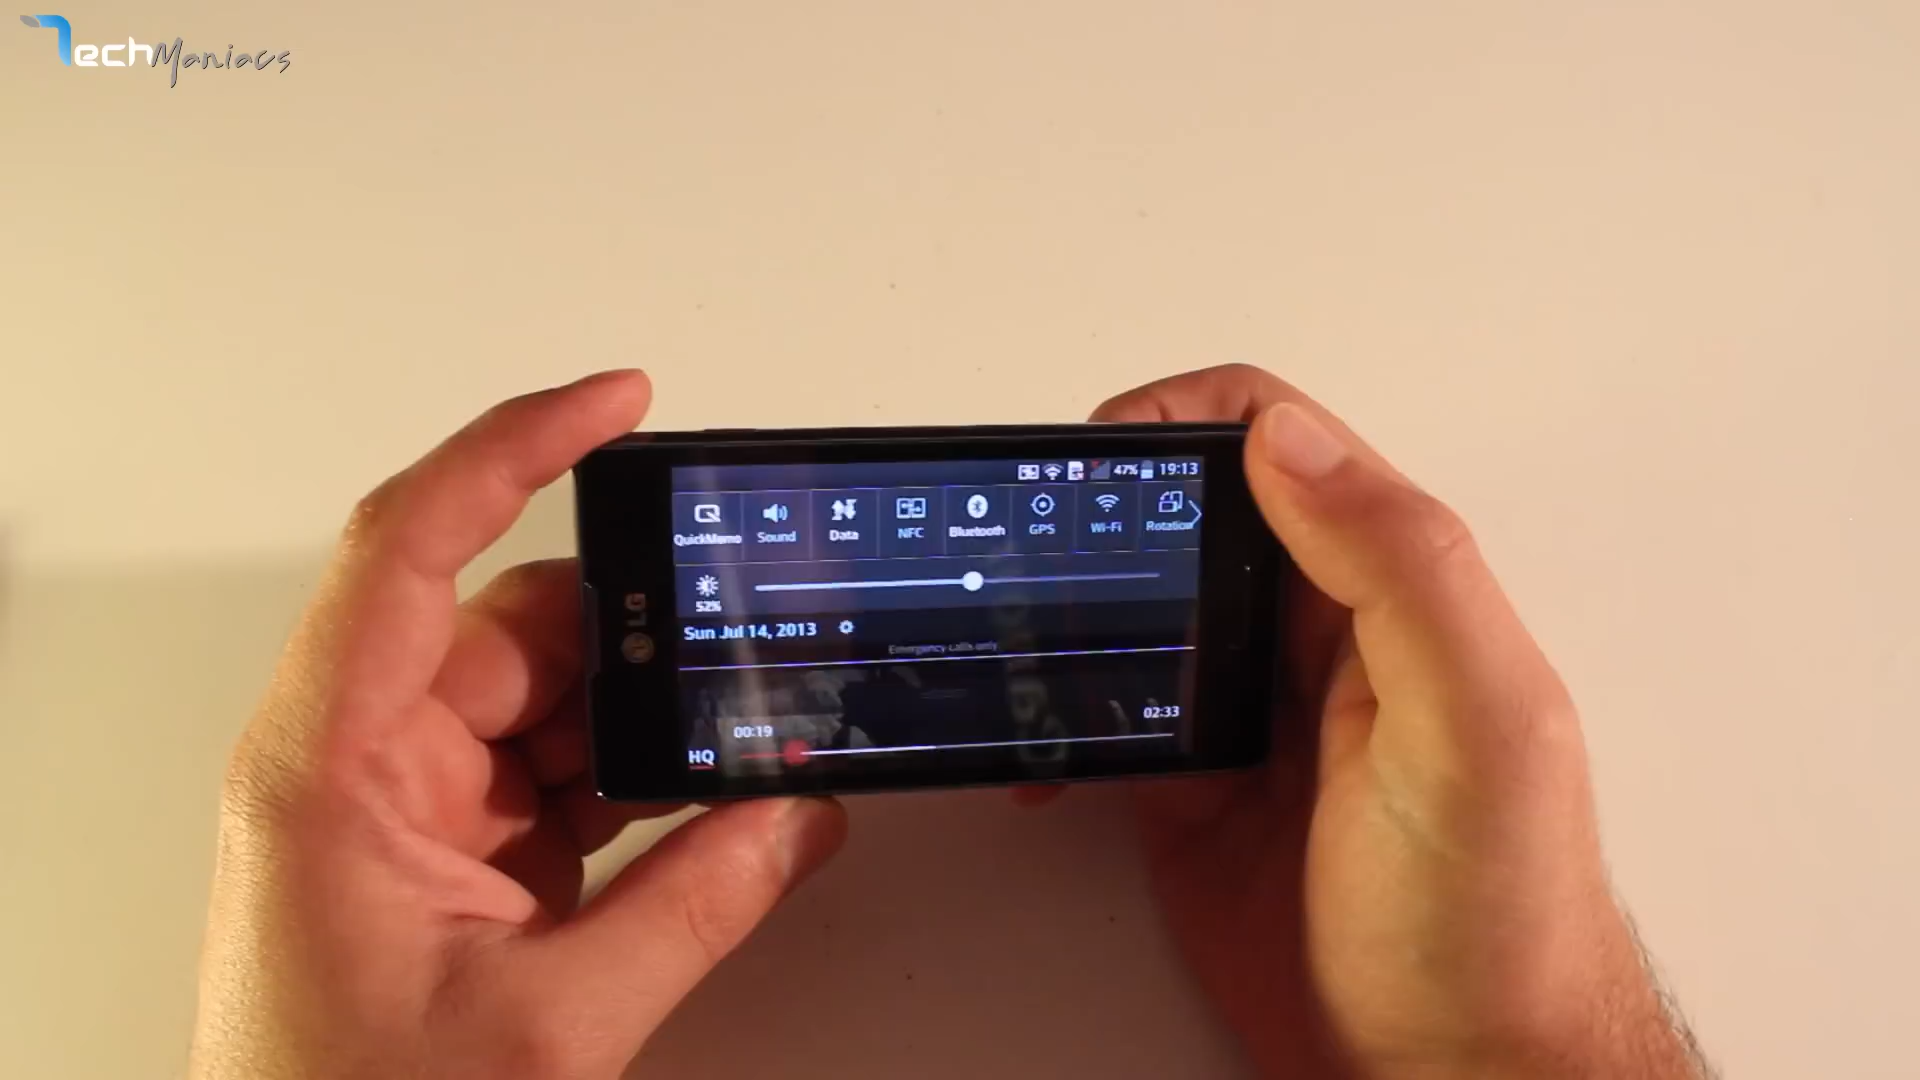 TechManiacs
47% 19:13
QuickMemo Sound Data NFC Bluetooth GPS Wi-Fi Rotation
52%
Sun Jul 14, 2013
Emergency calls only
00:19 02:33
HQ
LG